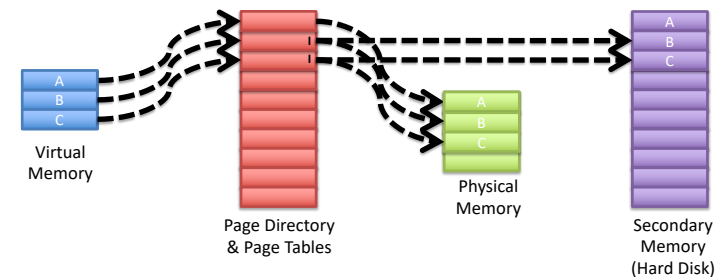 A
B
C
Virtual
Memory
I
I
Page Directory
& Page Tables
A
B
C
Physical
Memory
A
B
C
Secondary
Memory
(Hard Disk)